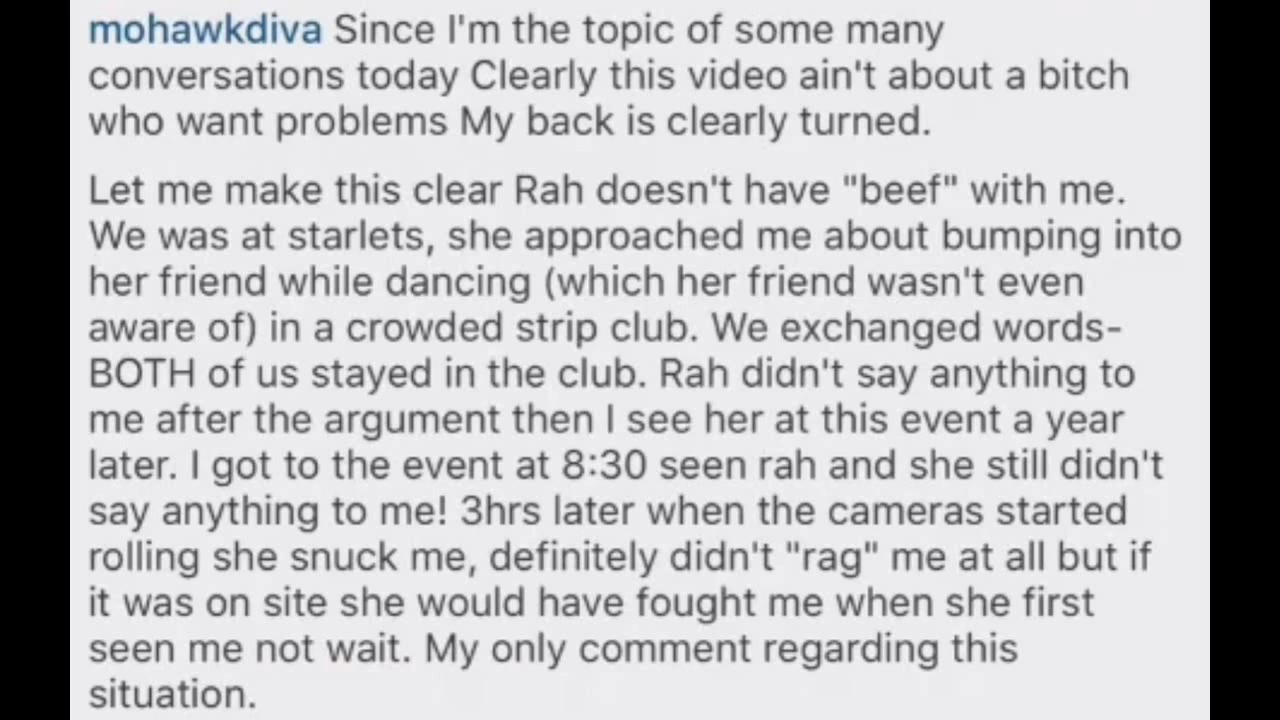 mohawkdiva Since I'm the topic of some many
conversations today Clearly this video ain't about a bitch
who want problems My back is clearly turned.
Let me make this clear Rah doesn't have "beef" with me.
We was at starlets, she approached me about bumping into
her friend while dancing (which her friend wasn't even
aware of) in a crowded strip club. We exchanged words-
BOTH of us stayed in the club. Rah didn't say anything to
me after the argument then I see her at this event a year
later. I got to the event at 8:30 seen rah and she still didn't
say anything to me! 3hrs later when the cameras started
rolling she snuck me, definitely didn't "rag" me at all but if
it was on site she would have fought me when she first
seen me not wait. My only comment regarding this
situation.